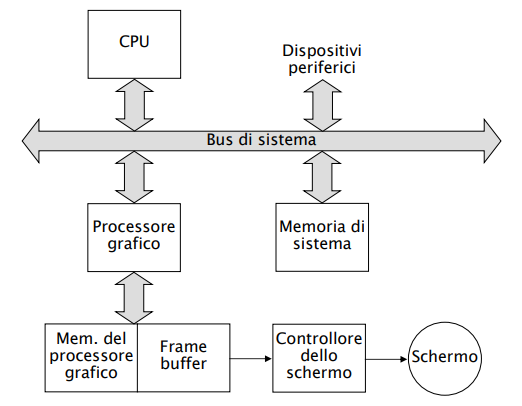 CPU
Dispositivi
periferici
Bus di sistema
Processore
grafico
Memoria di
sistema
Mem. del
processore
grafico
Frame
buffer
Controllore
dello
schermo
Schermo